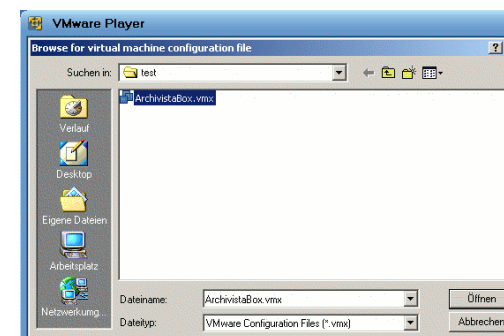 VMware Player
Browse for virtual machine configuration file
?
Suchen in: test
ArchivistaBox.vmx
Verlauf
Desktop
Eigene Dateien
Arbeitsplatz
Netzwerkumg...
Dateiname: ArchivistaBox.vmx Öffnen
Dateityp: VMware Configuration Files (*.vmx) Abbrechen